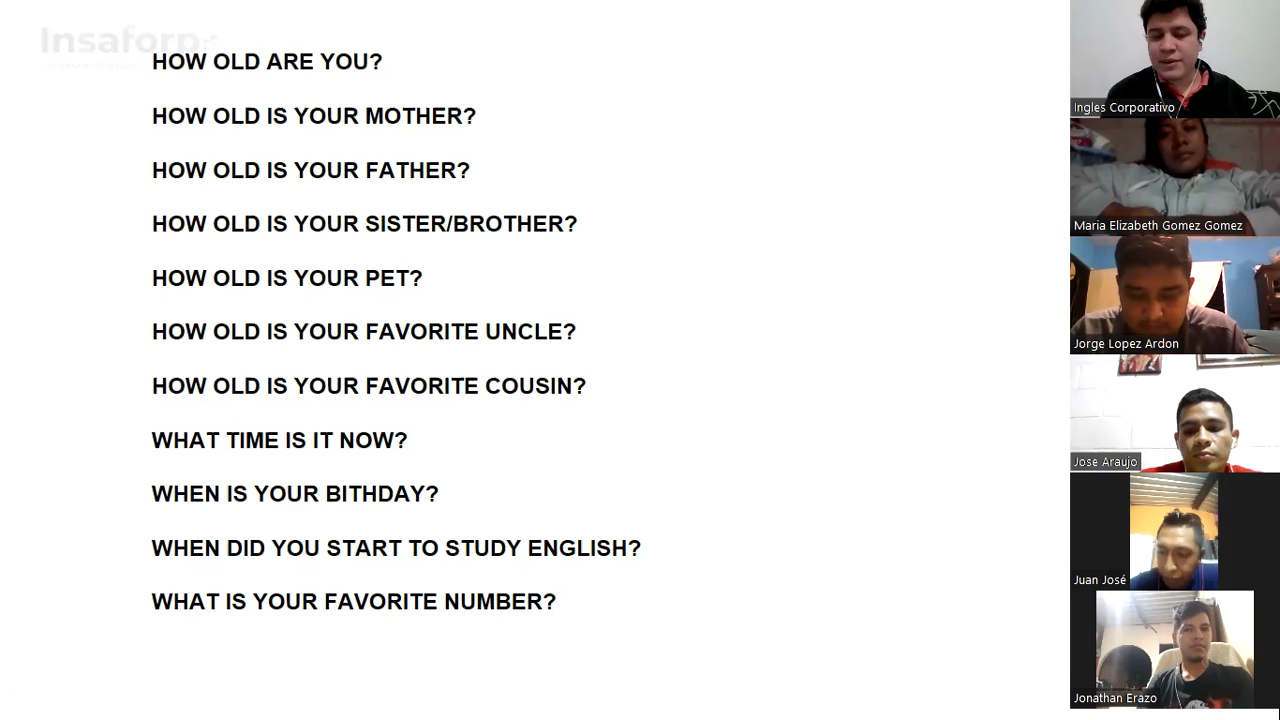 Insaforp
HOW OLD ARE YOU?
HOW OLD IS YOUR MOTHER?
HOW OLD IS YOUR FATHER?
HOW OLD IS YOUR SISTER/BROTHER?
HOW OLD IS YOUR PET?
HOW OLD IS YOUR FAVORITE UNCLE?
HOW OLD IS YOUR FAVORITE COUSIN?
WHAT TIME IS IT NOW?
WHEN IS YOUR BITHDAY?
WHEN DID YOU START TO STUDY ENGLISH?
WHAT IS YOUR FAVORITE NUMBER?
Ingles Corporativo
Maria Elizabeth Gomez Gomez
Jorge Lopez Ardon
Jose Araujo
Juan José
Jonathan Erazo